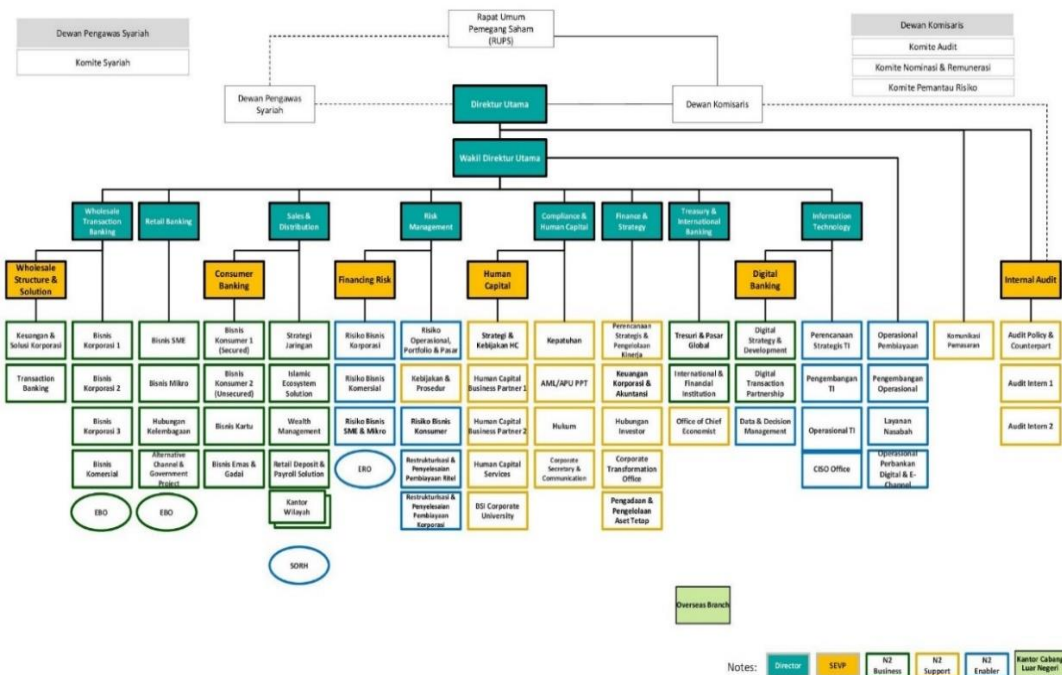 Rapat Umum
Pemegang Saham
(RUPS)
Dewan Pengawas Syariah
Komite Syariah
Dewan Komisaris
Komite Audit
Komite Nominasi & Remunerasi
Komite Pemantau Risiko
Dewan Pengawas
Syariah
Direktur Utama
Dewan Komisaris
Wakil Direktur Utama
Wholesale
Transaction
Banking
Retail Banking
Sales &
Distribution
Risk
Management
Compliance &
Human Capital
Finance &
Strategy
Treasury &
International
Banking
Information
Technology
Wholesale
Structure &
Solution
Consumer
Banking
Financing Risk
Human
Capital
Digital
Banking
Internal Audit
Keuangan &
Solusi Korporasi
Transaction
Banking
Bisnis
Korporasi 1
Bisnis
Korporasi 2
Bisnis
Korporasi 3
Bisnis
Komersial
EBO
Bisnis SME
Bisnis Mikro
Hubungan
Kelembagaan
Alternative
Channel &
Government
Project
EBO
Bisnis
Konsumer 1
(Secured)
Bisnis
Konsumer 2
(Unsecured)
Bisnis Kartu
Bisnis Emas &
Gadai
Strategi
Jaringan
Islamic
Ecosystem
Solution
Wealth
Management
Retail Deposit &
Payroll Solution
Kantor
Wilayah
SORH
Risiko Bisnis
Korporasi
Risiko Bisnis
Komersial
Risiko Bisnis
SME & Mikro
ERO
Risiko
Operasional,
Portfolio & Pasar
Kebijakan &
Prosedur
Risiko Bisnis
Konsumer
Restrukturisasi &
Penyelesaian
Pembiayaan Ritel
Restrukturisasi &
Penyelesaian
Pembiayaan
Korporasi
Strategi &
Kebijakan HC
Human Capital
Business Partner 1
Human Capital
Business Partner 2
Human Capital
Services
BSI Corporate
University
Kepatuhan
AML/APU PPT
Hukum
Corporate
Secretary &
Communication
Perencanaan
Strategis &
Pengelolaan
Kinerja
Keuangan
Korporasi &
Akuntansi
Hubungan
Investor
Corporate
Transformation
Office
Pengadaan &
Pengelolaan
Aset Tetap
Tresuri & Pasar
Global
International &
Financial
Institution
Office of Chief
Economist
Digital
Strategy &
Development
Digital
Transaction
Partnership
Data & Decision
Management
Perencanaan
Strategis TI
Pengembangan
TI
Operasional TI
CISO Office
Operasional
Pembiayaan
Pengembangan
Operasional
Layanan
Nasabah
Operasional
Perbankan
Digital & E-
Channel
Komunikasi
Pemasaran
Audit Policy &
Counterpart
Audit Intern 1
Audit Intern 2
Overseas Branch
Notes:
Director
SEVP
N2
Business
N2
Support
N2
Enabler
Kantor Cabang
Luar Negeri